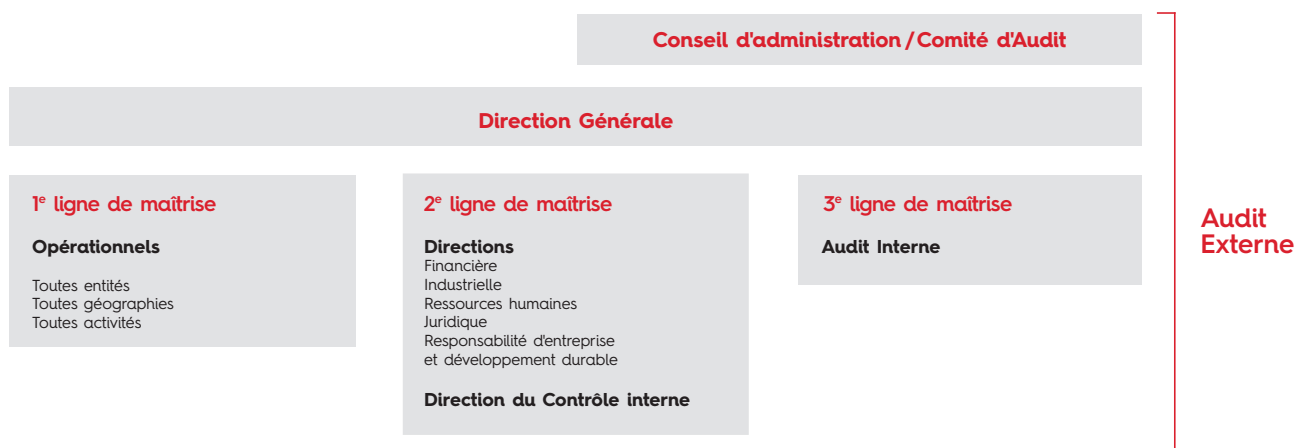 Conseil d'administration / Comité d'Audit
Direction Générale
1e ligne de maîtrise
Opérationnels
Toutes entités
Toutes géographies
Toutes activités
2e ligne de maîtrise
Directions
Financière
Industrielle
Ressources humaines
Juridique
Responsabilité d'entreprise
et développement durable
Direction du Contrôle interne
3e ligne de maîtrise
Audit Interne
Audit
Externe